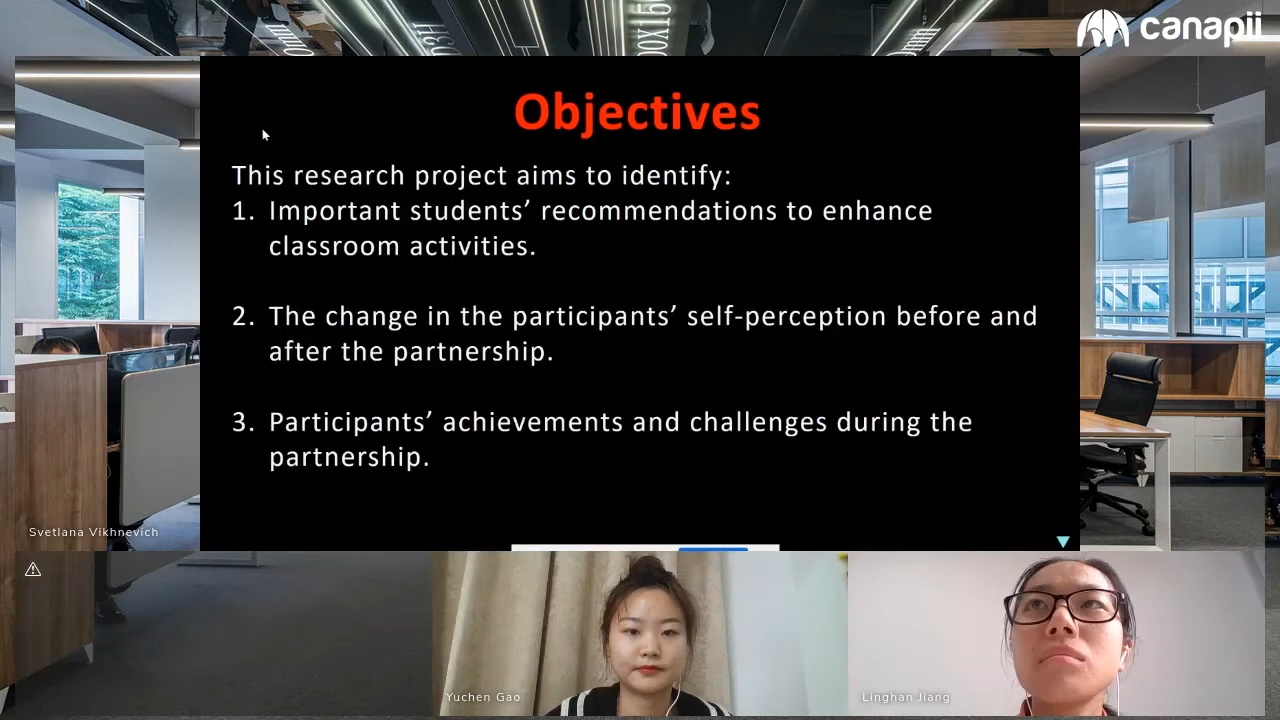 canapii
Objectives
This research project aims to identify:
1. Important students’ recommendations to enhance
classroom activities.
2. The change in the participants’ self-perception before and
after the partnership.
3. Participants’ achievements and challenges during the
partnership.
Svetlana Vikhnevich
Yuchen Gao
Linghan Jiang